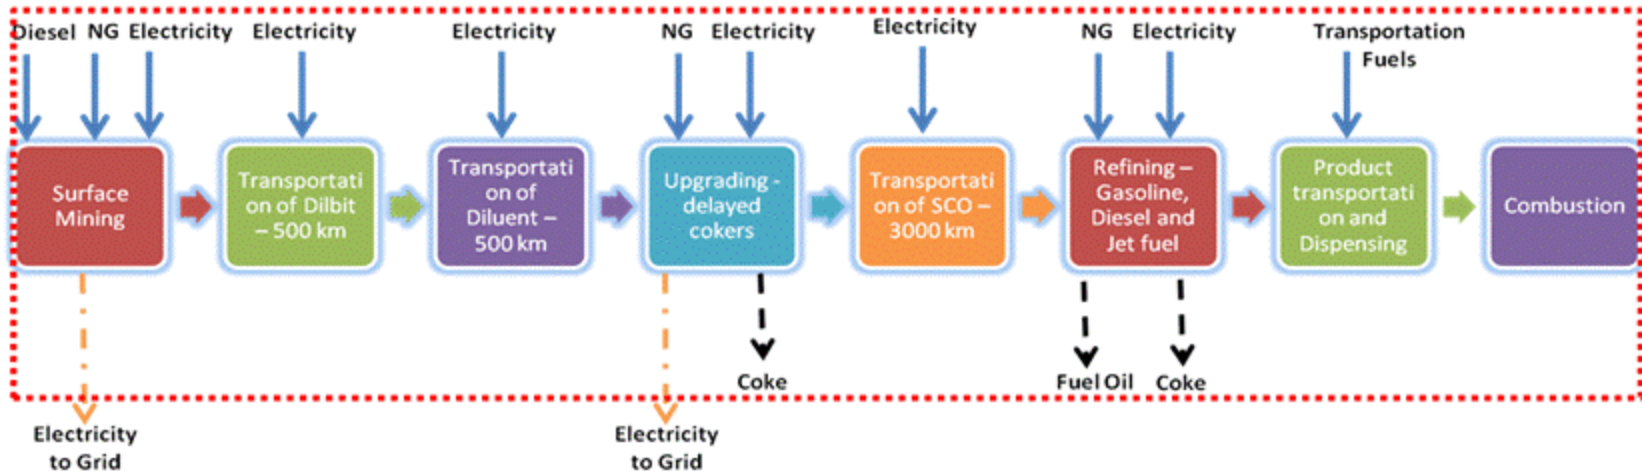 Diesel NG Electricity Electricity Electricity NG Electricity Electricity NG Electricity Transportation
Fuels
Surface
Mining
Transportati
on of Dilbit
– 500 km
Transportati
on of
Diluent –
500 km
Upgrading -
delayed
cokers
Transportati
on of SCO –
3000 km
Refining –
Gasoline,
Diesel and
Jet fuel
Product
transportati
on and
Dispensing
Combustion
Coke
Fuel Oil Coke
Electricity
to Grid
Electricity
to Grid